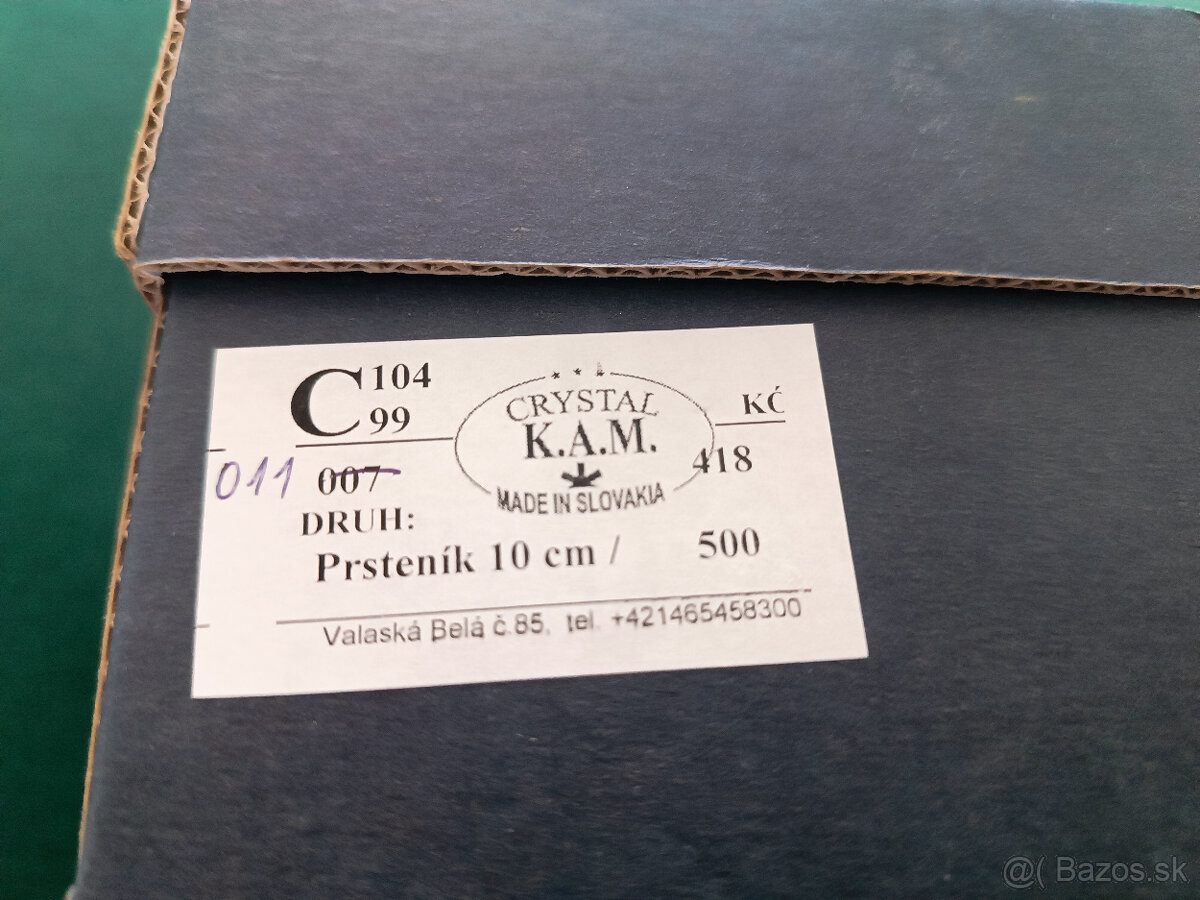 C 104
99
KĆ
CRYSTAL
K.A.M.
MADE IN SLOVAKIA
011 007
418
DRUH:
Prsteník 10 cm / 500
Valaská Belá č.85, tel. +421465458300
@( Bazos.sk